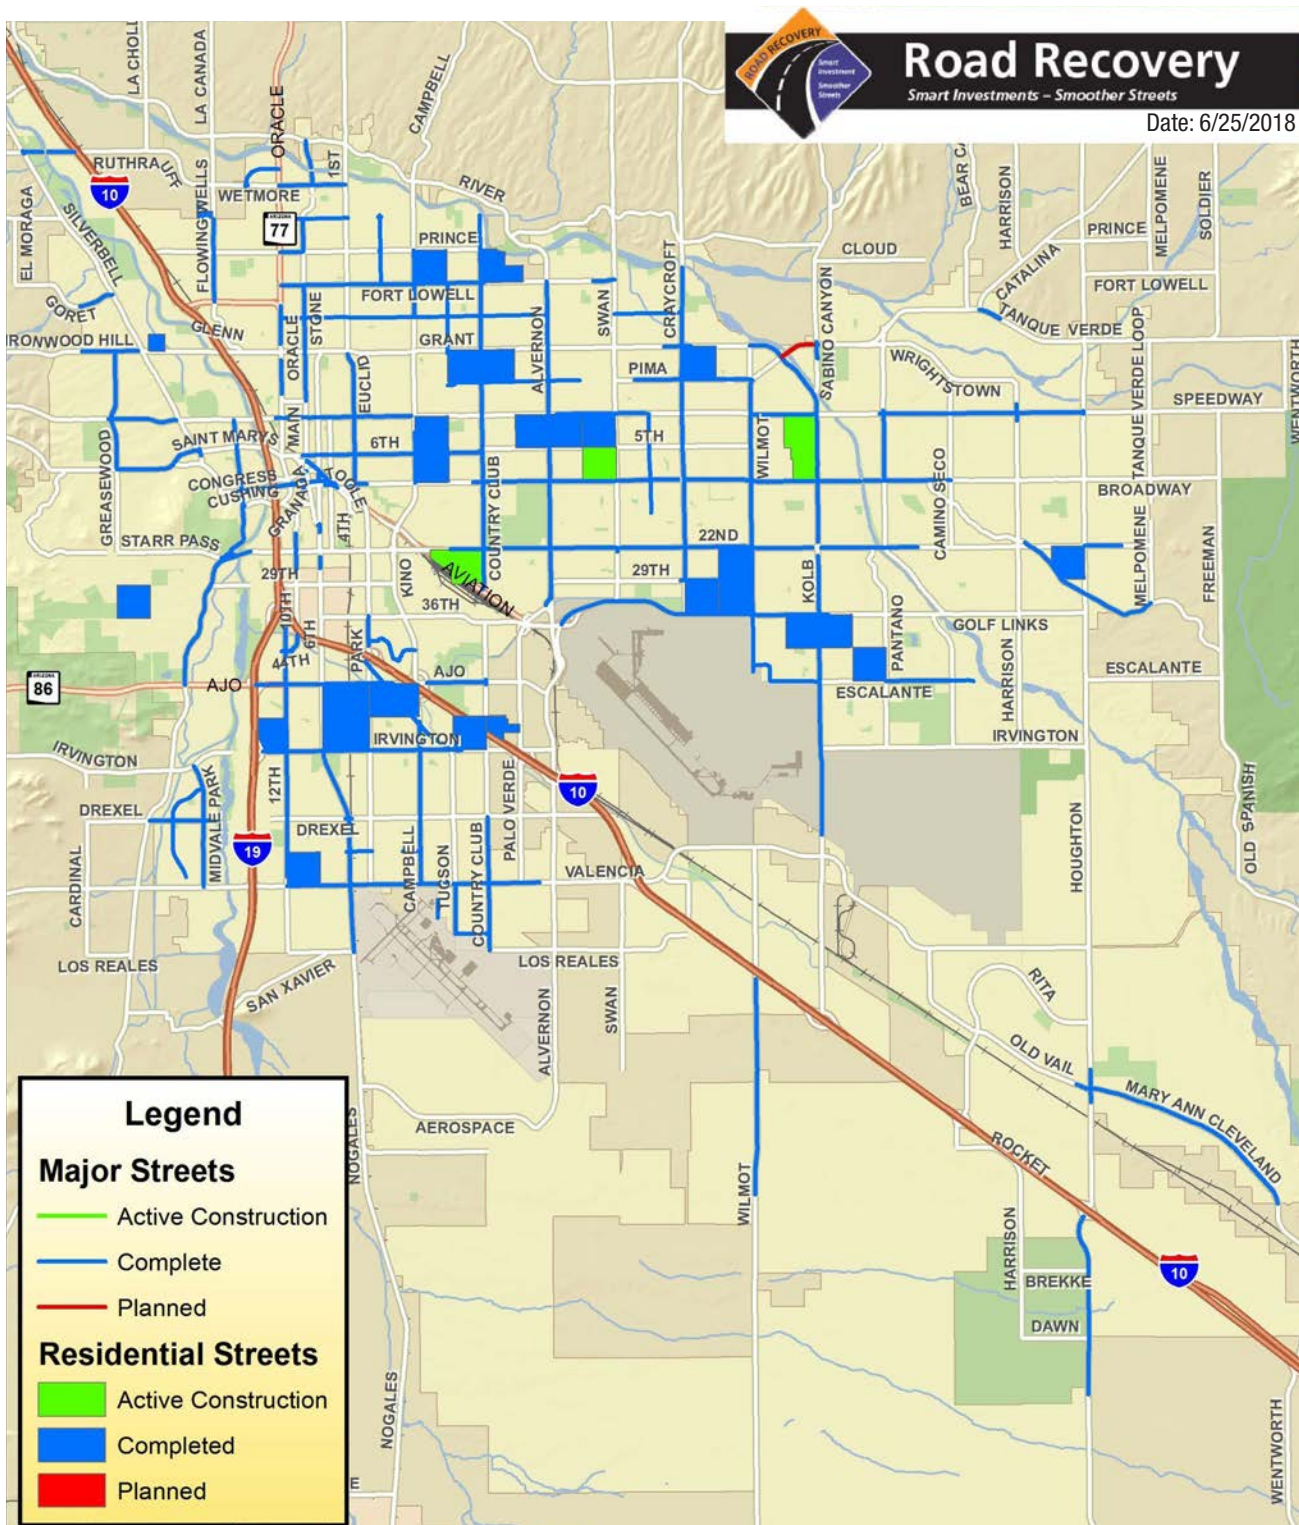 ROAD RECOVERY
Smart
Investment
Smoother
Streets
Road Recovery
Smart Investments – Smoother Streets
Date: 6/25/2018
LA CHOLL
LA CANADA
ORACLE
CAMPBELL
1ST
RIVER
RUTHRAUFF
WETMORE
10
77
EL MORAGA
SILVERBELL
FLOWING WELLS
PRINCE
CRAYCROFT
CLOUD
BEAR CA
HARRISON
MELPOMENE
SOLDIER
PRINCE
CATALINA
FORT LOWELL
TANQUE VERDE
GORET
GLENN
IRONWOOD HILL
ORACLE
STONE
FORT LOWELL
GRANT
ALVERNON
SWAN
SABINO CANYON
PIMA
WRIGHTSTOWN
TANQUE VERDE LOOP
WENTWORTH
SPEEDWAY
EUCLID
MAIN
SAINT MARYS
6TH
5TH
WILMOT
GREASEWOOD
CONGRESS
CUSHING
GRANADA
TOOLE
4TH
COUNTRY CLUB
CAMINO SECO
BROADWAY
STARR PASS
22ND
29TH
KINO
AVIATION
29TH
KOLB
MELPOMENE
FREEMAN
36TH
10TH
6TH
44TH
PARK
PANTANO
GOLF LINKS
HARRISON
ESCALANTE
86
AJO
AJO
ESCALANTE
IRVINGTON
IRVINGTON
IRVINGTON
12TH
PALO VERDE
10
MIDVALE PARK
DREXEL
DREXEL
HOUGHTON
OLD SPANISH
19
CARDINAL
CAMPBELL
TUCSON
COUNTRY CLUB
VALENCIA
LOS REALES
LOS REALES
SAN XAVIER
ALVERNON
SWAN
RITA
OLD VAIL
MARY ANN CLEVELAND
AEROSPACE
NOGALES
ROCKET
WILMOT
HARRISON
BREKKE
DAWN
10
NOGALES
WENTWORTH
E
Legend
Major Streets
Active Construction
Complete
Planned
Residential Streets
Active Construction
Completed
Planned